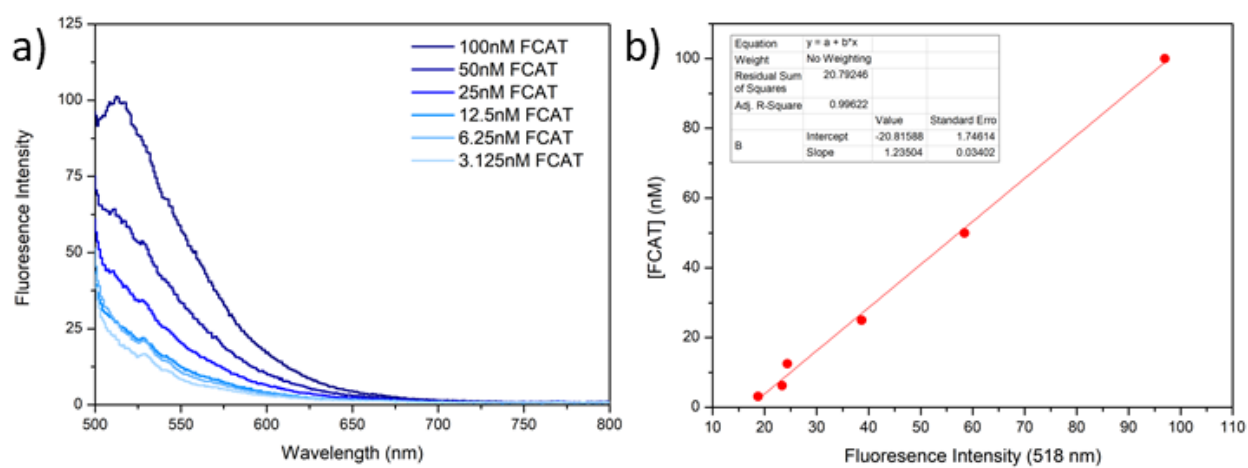 a)
125
100
75
50
25
0
500
550
600
650
700
750
800
Fluoresence Intensity
Wavelength (nm)
100nM FCAT
50nM FCAT
25nM FCAT
12.5nM FCAT
6.25nM FCAT
3.125nM FCAT
b)
Equation y = a + b*x
Weight No Weighting
Residual Sum
of Squares
20.79246
Adj. R-Square 0.99622
Value Standard Erro
B
Intercept -20.81588 1.74614
Slope 1.23504 0.03402
100
80
60
40
20
0
10
20
30
40
50
60
70
80
90
100
110
[FCAT] (nM)
Fluoresence Intensity (518 nm)